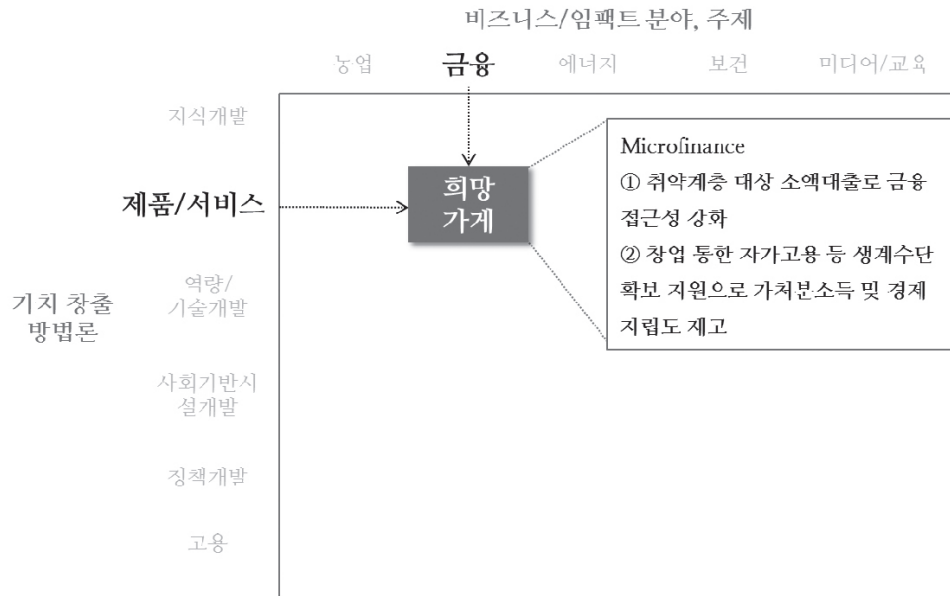 비즈니스/임팩트 분야, 주제
농업 금융 에너지 보건 미디어/교육
지식개발
제품/서비스
역량/
기술개발
가치 창출
방법론
사회기반시
설개발
정책개발
고용
희망
가게
Microfinance
① 취약계층 대상 소액대출로 금융
접근성 강화
② 창업 통한 자가고용 등 생계수단
확보 지원으로 가처분소득 및 경제
자립도 재고